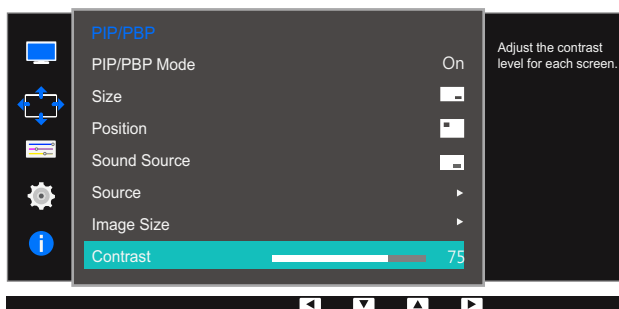 PIP/PBP
PIP/PBP Mode On
Size
Position
Sound Source
Source
Image Size
Contrast 75
Adjust the contrast
level for each screen.